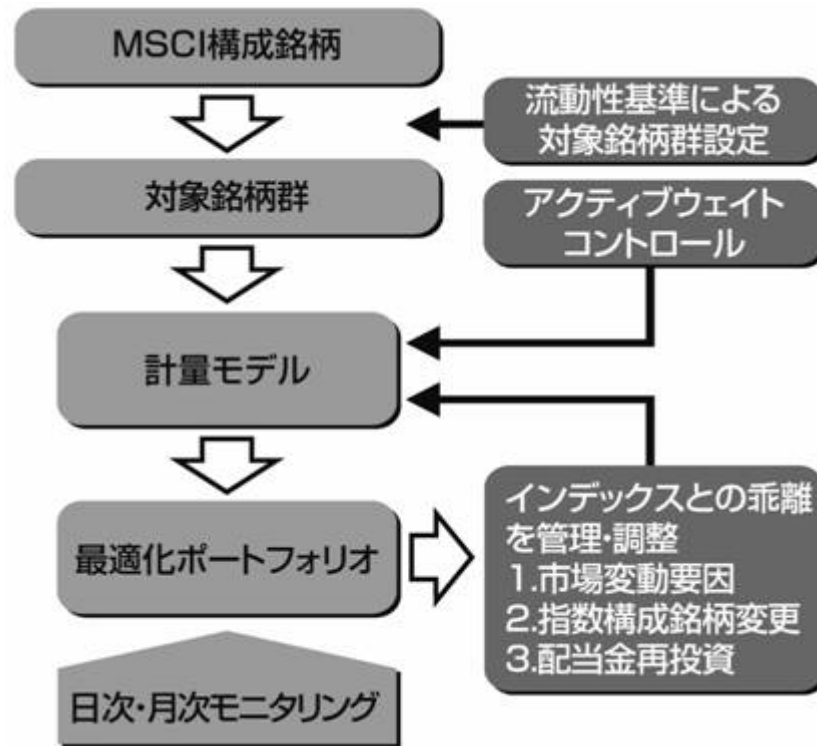 MSCI構成銘柄
流動性基準による
対象銘柄群設定
対象銘柄群
アクティブウェイト
コントロール
計量モデル
最適化ポートフォリオ
インデックスとの乖離
を管理・調整
1.市場変動要因
2.指数構成銘柄変更
3.配当金再投資
日次・月次モニタリング